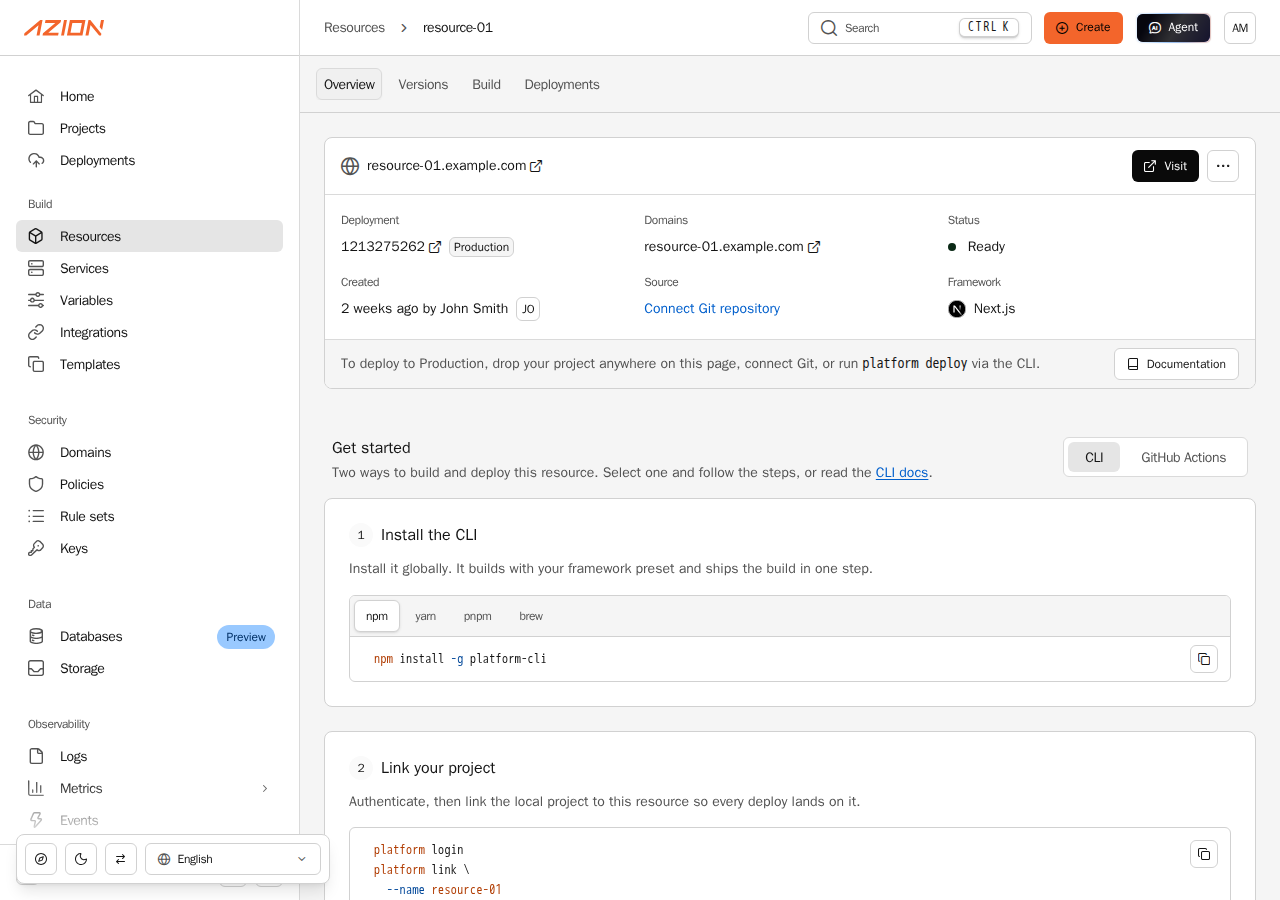 AZION
Resources
resource-01
Search
CTRL K
Create
Agent
AM
Home
Projects
Deployments
Build
Resources
Services
Variables
Integrations
Templates
Security
Domains
Policies
Rule sets
Keys
Data
Databases
Preview
Storage
Observability
Logs
Metrics
Events
English
Overview
Versions
Build
Deployments
resource-01.example.com
Visit
Deployment
1213275262
Production
Domains
resource-01.example.com
Status
Ready
Created
2 weeks ago by John Smith
JO
Source
Connect Git repository
Framework
Next.js
To deploy to Production, drop your project anywhere on this page, connect Git, or run platform deploy via the CLI.
Documentation
Get started
Two ways to build and deploy this resource. Select one and follow the steps, or read the CLI docs.
CLI
GitHub Actions
1
Install the CLI
Install it globally. It builds with your framework preset and ships the build in one step.
npm
yarn
pnpm
brew
npm install -g platform-cli
2
Link your project
Authenticate, then link the local project to this resource so every deploy lands on it.
platform login
platform link \
--name resource-01